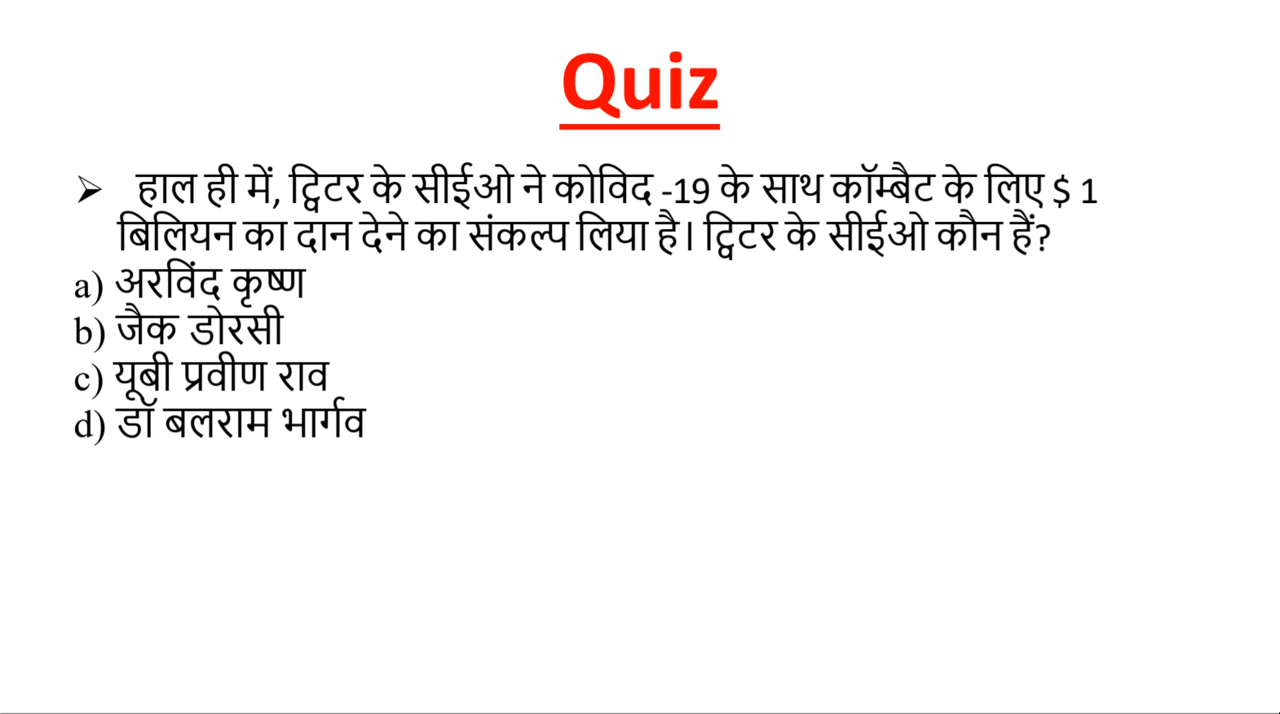 Quiz
➢ हाल ही में, ट्विटर के सीईओ ने कोविद -19 के साथ कॉम्बैट के लिए $ 1
बिलियन का दान देने का संकल्प लिया है। ट्विटर के सीईओ कौन हैं?
a) अरविंद कृष्ण
b) जैक डोरसी
c) यूबी प्रवीण राव
d) डॉ बलराम भार्गव